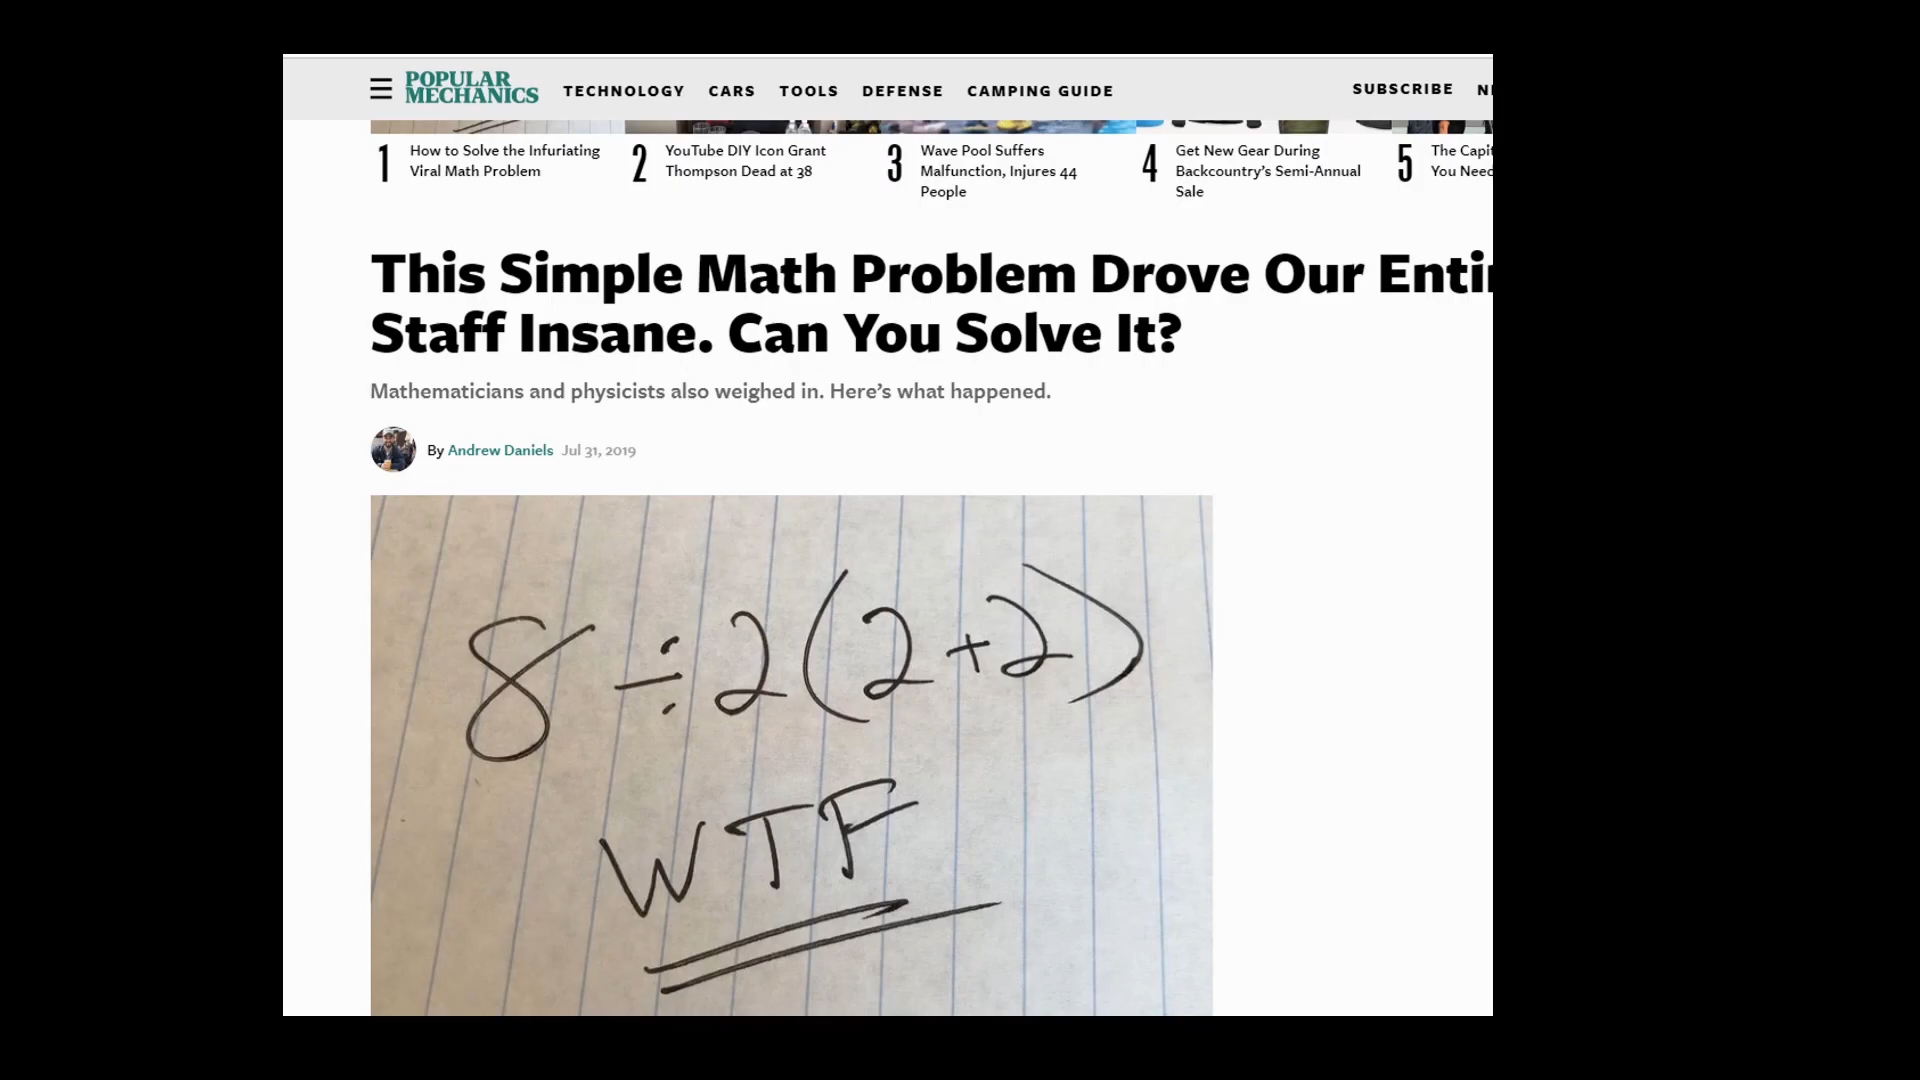 POPULAR
MECHANICS
TECHNOLOGY CARS TOOLS DEFENSE CAMPING GUIDE SUBSCRIBE
1 How to Solve the Infuriating
Viral Math Problem
2 YouTube DIY Icon Grant
Thompson Dead at 38
3 Wave Pool Suffers
Malfunction, Injures 44
People
4 Get New Gear During
Backcountry's Semi-Annual
Sale
5 The
You
This Simple Math Problem Drove Our
Staff Insane. Can You Solve It?
Mathematicians and physicists also weighed in. Here's what happened.
By Andrew Daniels Jul 31, 2019
8 ÷ 2(2+2)
WTF